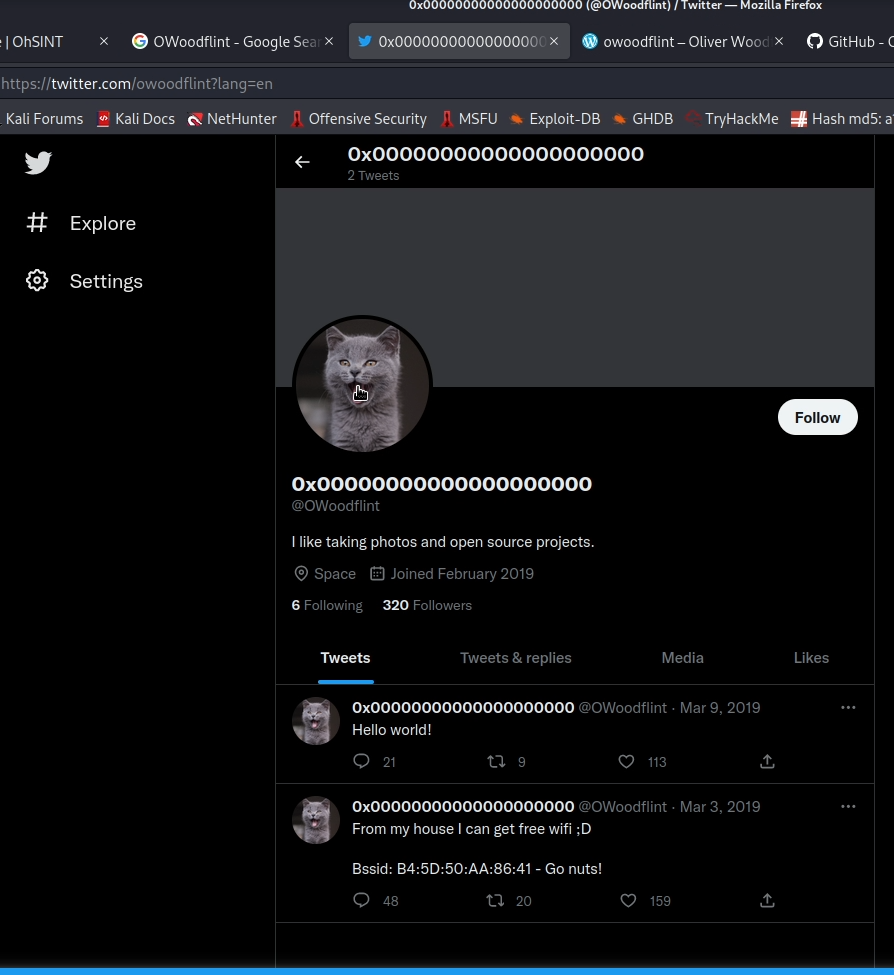 0x00000000000000000000 (@OWoodflint) / Twitter — Mozilla Firefox
| OhSINT
OWoodflint - Google Sear
0x0000000000000000
owoodflint – Oliver Wood
GitHub -
https://twitter.com/owoodflint?lang=en
Kali Forums
Kali Docs
NetHunter
Offensive Security
MSFU
Exploit-DB
GHDB
TryHackMe
Hash md5:
0x00000000000000000000
2 Tweets
Explore
Settings
Follow
0x00000000000000000000
@OWoodflint
I like taking photos and open source projects.
Space Joined February 2019
6 Following 320 Followers
Tweets Tweets & replies Media Likes
0x00000000000000000000 @OWoodflint · Mar 9, 2019
Hello world!
21 9 113
0x00000000000000000000 @OWoodflint · Mar 3, 2019
From my house I can get free wifi ;D
Bssid: B4:5D:50:AA:86:41 - Go nuts!
48 20 159